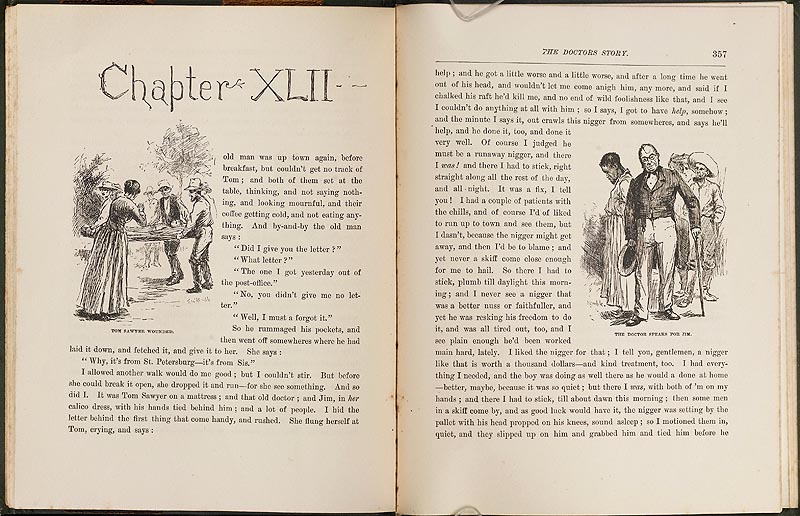 Chapter XLII
old man was up town again, before
breakfast, but couldn't get no track of
Tom; and both of them set at the
table, thinking, and not saying noth-
ing, and looking mournful, and their
coffee getting cold, and not eating any-
thing. And by-and-by the old man
says:
"Did I give you the letter?"
"What letter?"
"The one I got yesterday out of
the post-office."
"No, you didn't give me no let-
ter."
"Well, I must a forgot it."
So he rummaged his pockets, and
then went off somewheres where he had
TOM SAWYER WOUNDED.
laid it down, and fetched it, and give it to her. She says:
"Why, it's from St. Petersburg—it's from Sis."
I allowed another walk would do me good; but I couldn't stir. But before
she could break it open, she dropped it and run—for she see something. And so
did I. It was Tom Sawyer on a mattress; and that old doctor; and Jim, in her
calico dress, with his hands tied behind him; and a lot of people. I hid the
letter behind the first thing that come handy, and rushed. She flung herself at
Tom, crying, and says:
THE DOCTORS STORY. 357
help; and he got a little worse and a little worse, and after a long time he went
out of his head, and wouldn't let me come anigh him, any more, and said if I
chalked his raft he'd kill me, and no end of wild foolishness like that, and I see
I couldn't do anything at all with him; so I says, I got to have help, somehow;
and the minute I says it, out crawls this nigger from somewheres, and says he'll
help, and he done it, too, and done it
very well. Of course I judged he
must be a runaway nigger, and there
I was! and there I had to stick, right
straight along all the rest of the day,
and all night. It was a fix, I tell
you! I had a couple of patients with
the chills, and of course I'd of liked
to run up to town and see them, but
I dasn't, because the nigger might get
away, and then I'd be to blame; and
yet never a skiff come close enough
for me to hail. So there I had to
stick, plumb till daylight this morn-
ing; and I never see a nigger that
was a better nuss or faithfuller, and
yet he was resking his freedom to do
it, and was all tired out, too, and I
see plain enough he'd been worked
THE DOCTOR SPEAKS FOR JIM.
main hard, lately. I liked the nigger for that; I tell you, gentlemen, a nigger
like that is worth a thousand dollars—and kind treatment, too. I had every-
thing I needed, and the boy was doing as well there as he would a done at home
—better, maybe, because it was so quiet; but there I was, with both of 'm on my
hands; and there I had to stick, till about dawn this morning; then some men
in a skiff come by, and as good luck would have it, the nigger was setting by the
pallet with his head propped on his knees, sound asleep; so I motioned them in,
quiet, and they slipped up on him and grabbed him and tied him before he